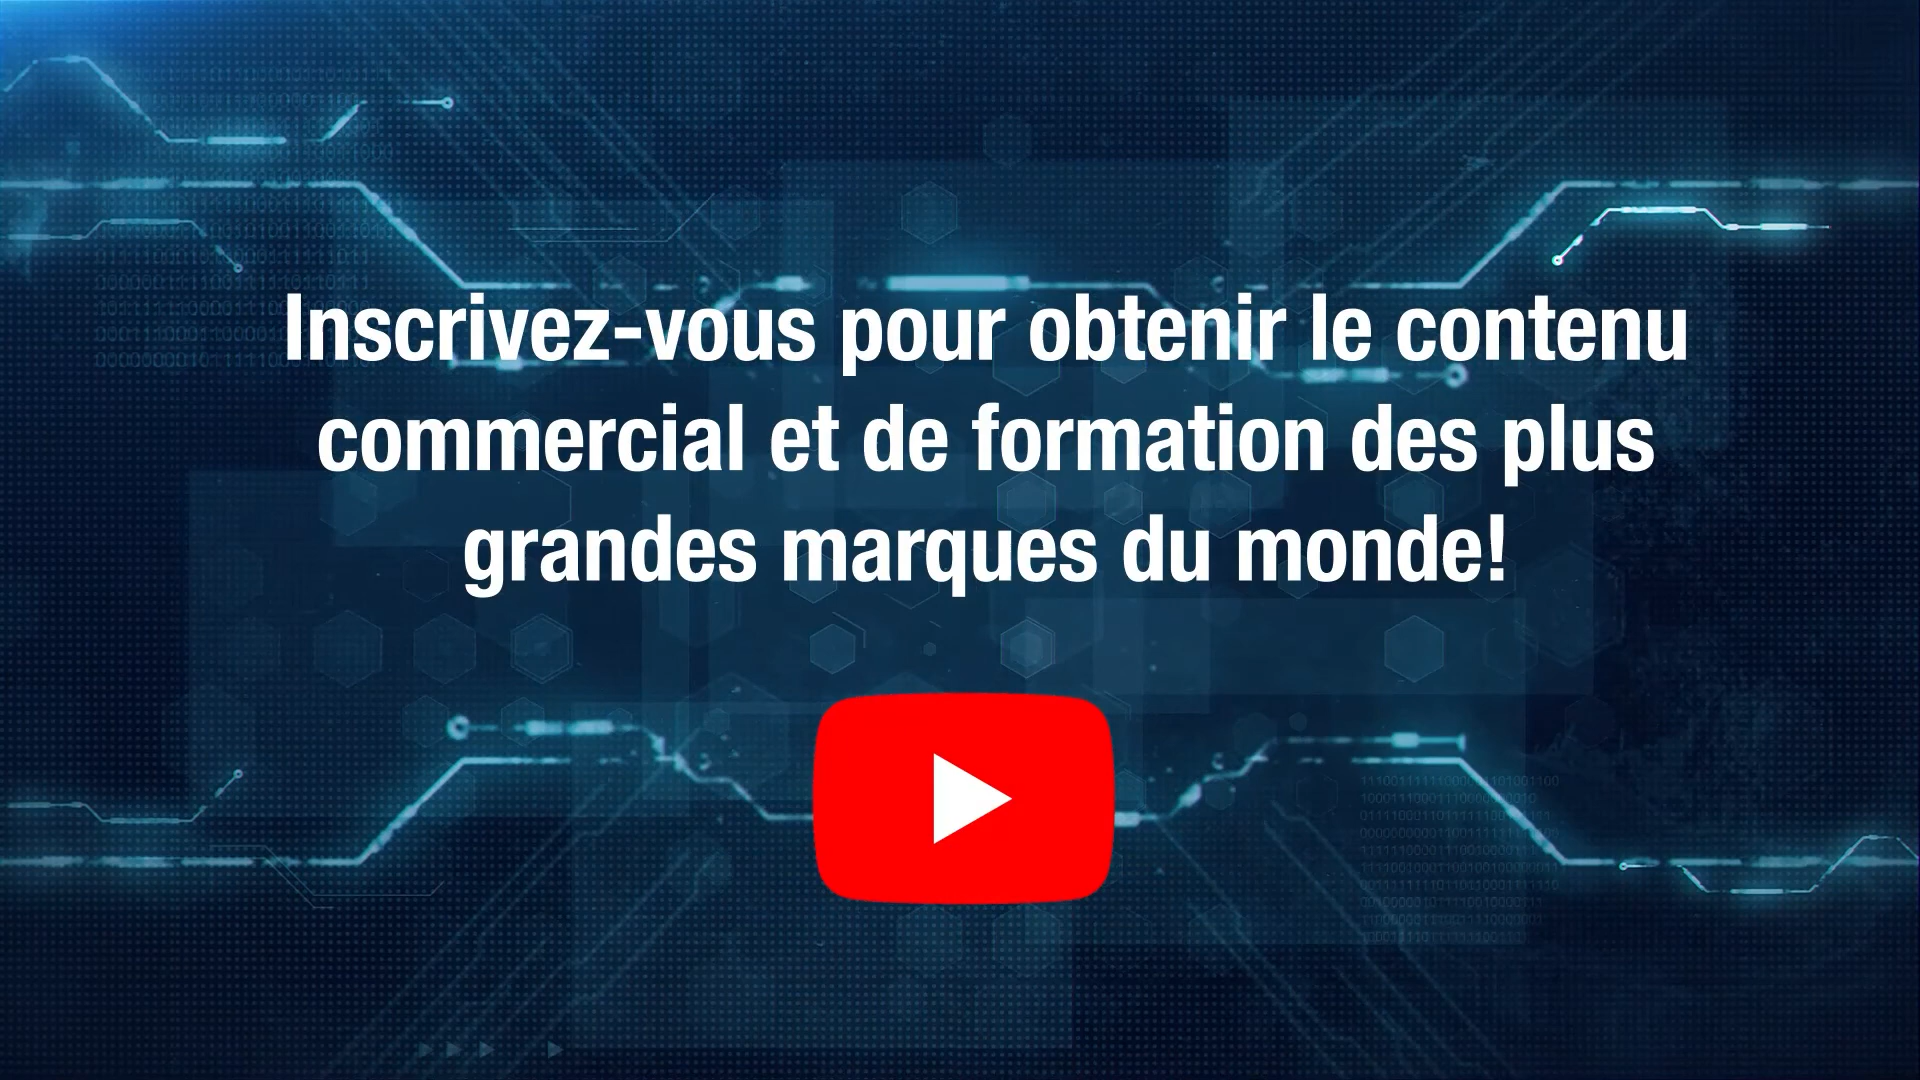 Inscrivez-vous pour obtenir le contenu
commercial et de formation des plus
grandes marques du monde!